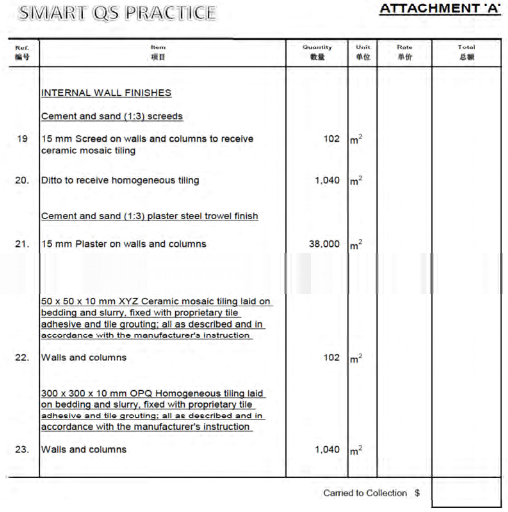 SMART QS PRACTICE
ATTACHMENT 'A'
Ref. Item Quantity Unit Rate Total
编号 项目 数量 单位 单价 总额
INTERNAL WALL FINISHES
Cement and sand (1:3) screeds
19 15 mm Screed on walls and columns to receive 102 m²
ceramic mosaic tiling
20. Ditto to receive homogeneous tiling 1,040 m²
Cement and sand (1:3) plaster steel trowel finish
21. 15 mm Plaster on walls and columns 38,000 m²
50 x 50 x 10 mm XYZ Ceramic mosaic tiling laid on
bedding and slurry, fixed with proprietary tile
adhesive and tile grouting; all as described and in
accordance with the manufacturer's instruction
22. Walls and columns 102 m²
300 x 300 x 10 mm OPQ Homogeneous tiling laid
on bedding and slurry, fixed with proprietary tile
adhesive and tile grouting; all as described and in
accordance with the manufacturer's instruction
23. Walls and columns 1,040 m²
Carried to Collection $